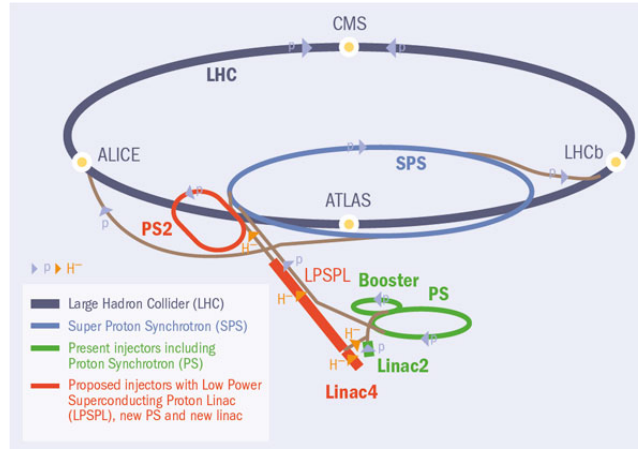 CMS
p
p
LHC
ALICE
p
SPS
LHCb
p
p
ATLAS
PS2
p
H⁻
p
LPSPL
p H⁻
Booster
PS
H⁻
p
p
H⁻
p
Linac2
H⁻
Linac4
Large Hadron Collider (LHC)
Super Proton Synchrotron (SPS)
Present injectors including
Proton Synchrotron (PS)
Proposed injectors with Low Power
Superconducting Proton Linac
(LPSPL), new PS and new linac